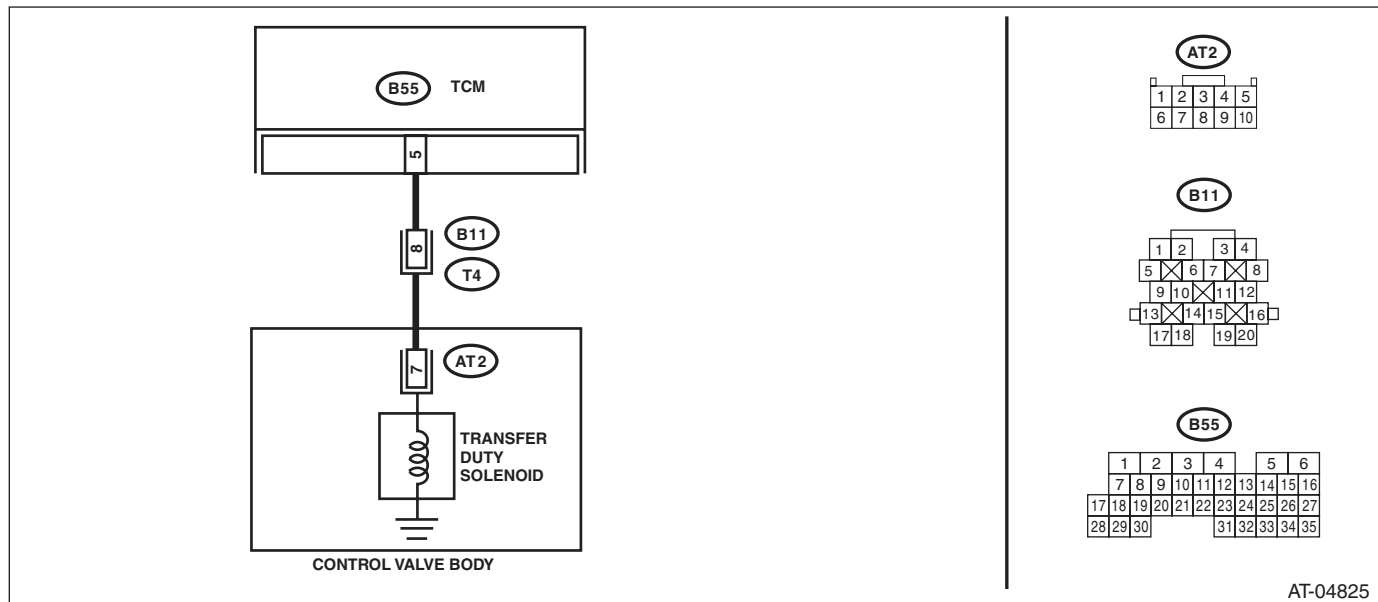 B55 TCM
5
8
B11
T4
7
AT2
TRANSFER
DUTY
SOLENOID
CONTROL VALVE BODY
AT2
1 2 3 4 5
6 7 8 9 10
B11
1 2 3 4
5 6 7 8
9 10 11 12
13 14 15 16
17 18 19 20
B55
1 2 3 4 5 6
7 8 9 10 11 12 13 14 15 16
17 18 19 20 21 22 23 24 25 26 27
28 29 30 31 32 33 34 35
AT-04825